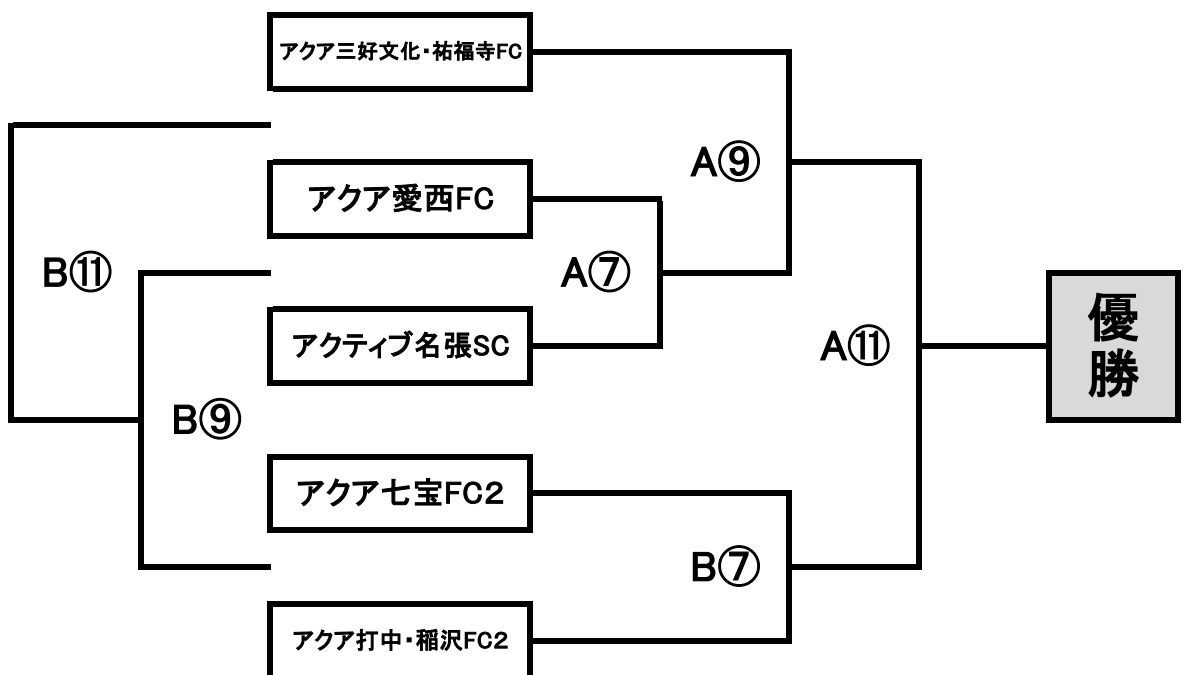 アクア三好文化・祐福寺FC
A⑨
アクア愛西FC
B⑪
A⑦
優勝
アクティブ名張SC
A⑪
B⑨
アクア七宝FC2
B⑦
アクア打中・稲沢FC2